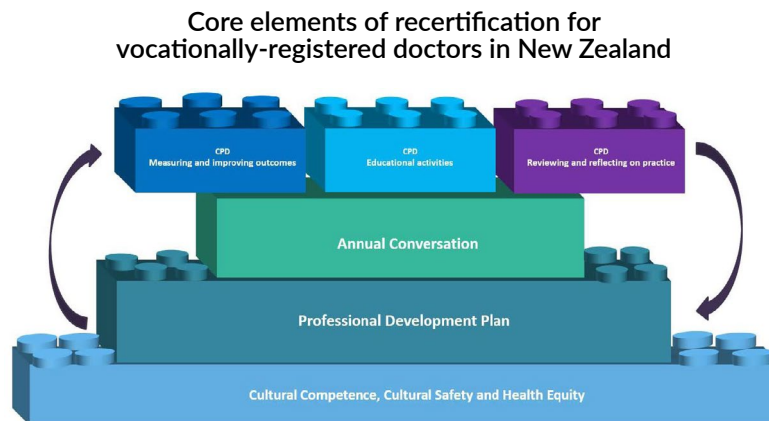 Core elements of recertification for
vocationally-registered doctors in New Zealand
CPD
Measuring and improving outcomes
CPD
Educational activities
CPD
Reviewing and reflecting on practice
Annual Conversation
Professional Development Plan
Cultural Competence, Cultural Safety and Health Equity